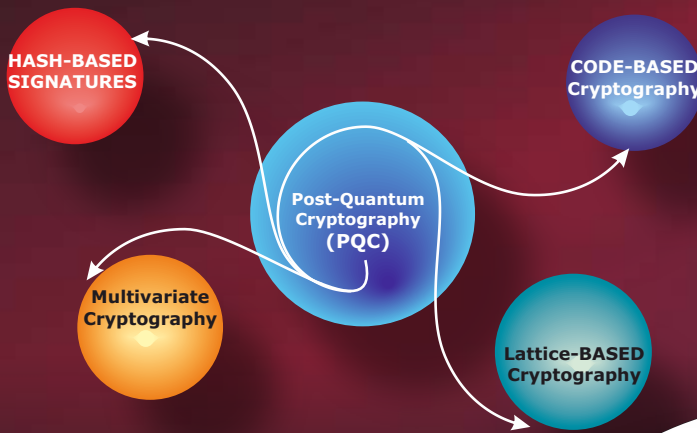 HASH-BASED
SIGNATURES
CODE-BASED
Cryptography
Post-Quantum
Cryptography
(PQC)
Multivariate
Cryptography
Lattice-BASED
Cryptography